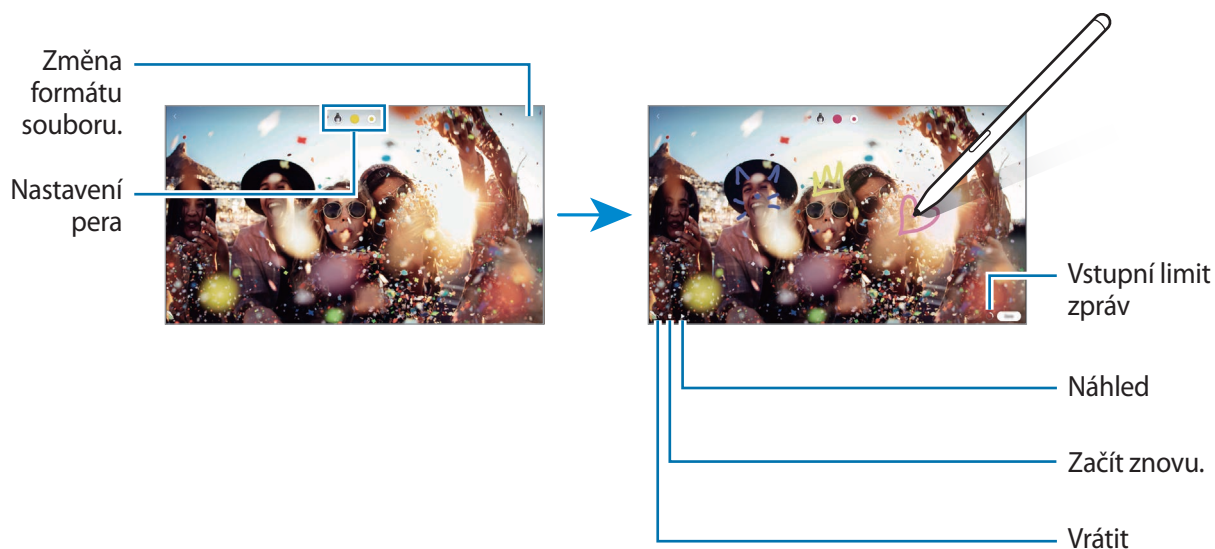 Změna
formátu
souboru.
Nastavení
pera
Vstupní limit
zpráv
Náhled
Začít znovu.
Vrátit